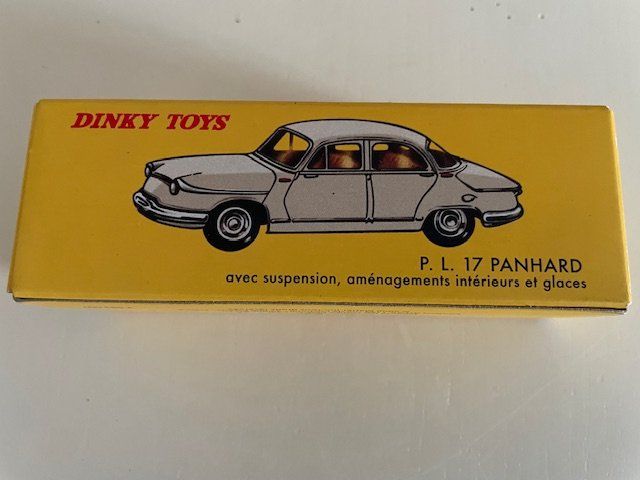 DINKY TOYS
P. L. 17 PANHARD
avec suspension, aménagements intérieurs et glaces